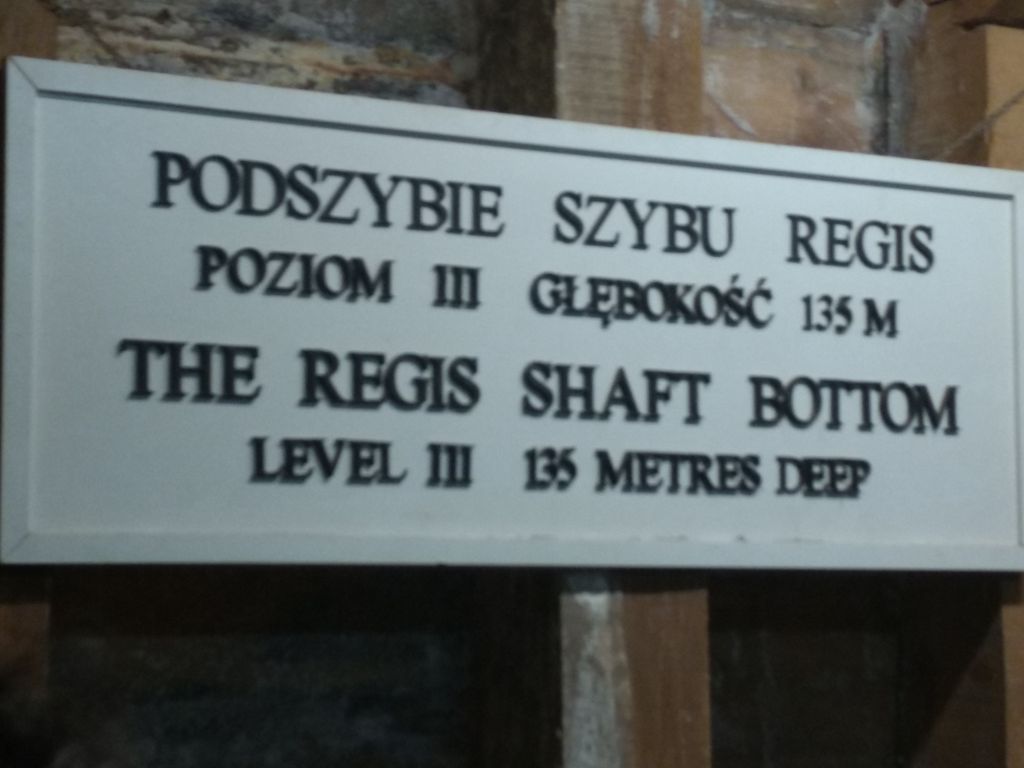 PODSZYBIE SZYBU REGIS
POZIOM III GŁĘBOKOŚĆ 135 M
THE REGIS SHAFT BOTTOM
LEVEL III 135 METRES DEEP